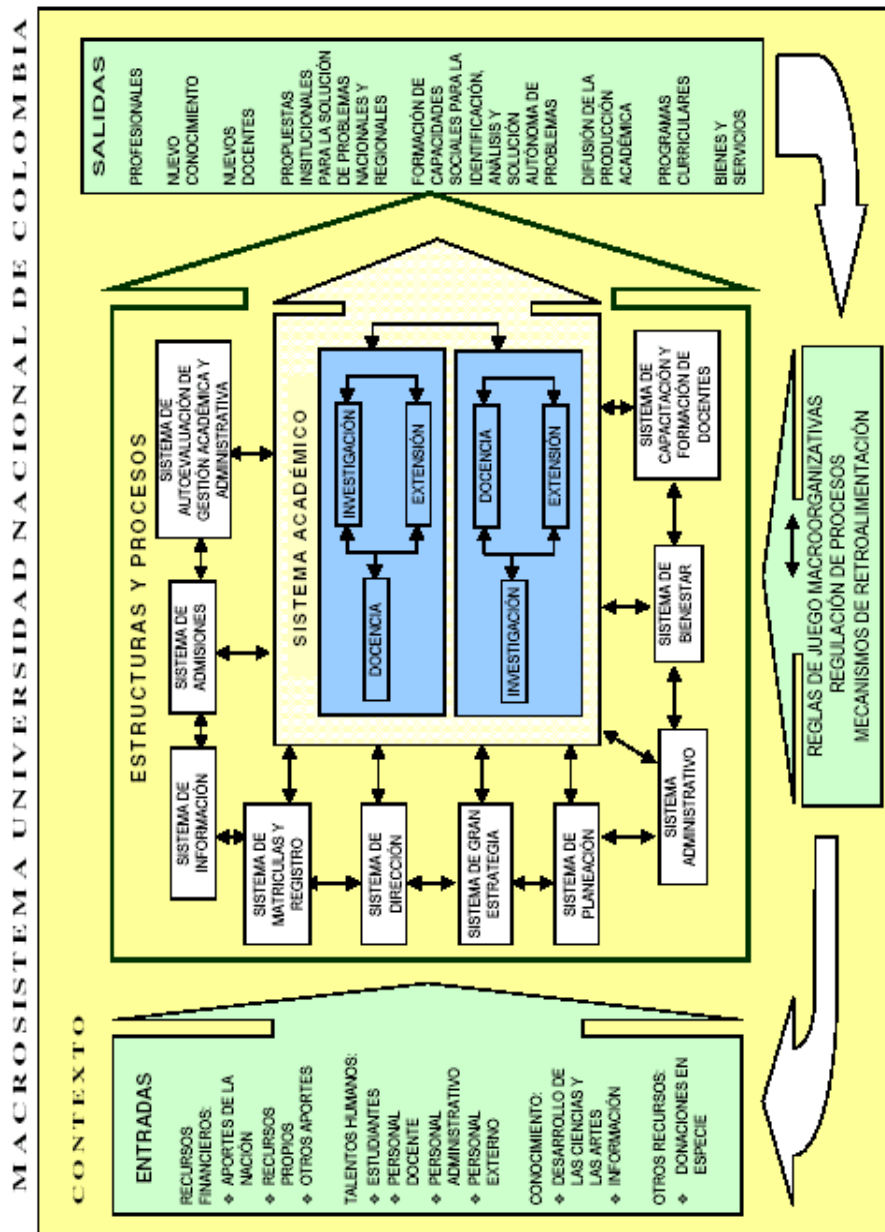 MACROSISTEMA UNIVERSIDAD NACIONAL DE COLOMBIA
CONTEXTO
ENTRADAS
RECURSOS
FINANCIEROS:
❖ APORTES DE LA
NACIÓN
❖ RECURSOS
PROPIOS
❖ OTROS APORTES
TALENTOS HUMANOS:
❖ ESTUDIANTES
❖ PERSONAL
DOCENTE
❖ PERSONAL
ADMINISTRATIVO
❖ PERSONAL
EXTERNO
CONOCIMIENTO:
❖ DESARROLLO DE
LAS CIENCIAS Y
LAS ARTES
❖ INFORMACIÓN
OTROS RECURSOS:
❖ DONACIONES EN
ESPECIE
ESTRUCTURAS Y PROCESOS
SISTEMA DE
INFORMACIÓN
SISTEMA DE
ADMISIONES
SISTEMA DE
AUTOEVALUACIÓN DE
GESTIÓN ACADÉMICA Y
ADMINISTRATIVA
SISTEMA DE
MATRICULAS Y
REGISTRO
SISTEMA DE
DIRECCIÓN
SISTEMA DE GRAN
ESTRATEGIA
SISTEMA DE
PLANEACIÓN
SISTEMA
ADMINISTRATIVO
SISTEMA DE
BIENESTAR
SISTEMA DE
CAPACITACIÓN Y
FORMACIÓN DE
DOCENTES
SISTEMA ACADÉMICO
DOCENCIA
INVESTIGACIÓN
EXTENSIÓN
INVESTIGACIÓN
DOCENCIA
EXTENSIÓN
SALIDAS
PROFESIONALES
NUEVO
CONOCIMIENTO
NUEVOS
DOCENTES
PROPUESTAS
INSITUCIONALES
PARA LA SOLUCIÓN
DE PROBLEMAS
NACIONALES Y
REGIONALES
FORMACIÓN DE
CAPACIDADES
SOCIALES PARA LA
IDENTIFICACIÓN,
ANÁLISIS Y
SOLUCIÓN
AUTÓNOMA DE
PROBLEMAS
DIFUSIÓN DE LA
PRODUCCIÓN
ACADÉMICA
PROGRAMAS
CURRICULARES
BIENES Y
SERVICIOS
REGLAS DE JUEGO MACROORGANIZATIVAS
REGULACIÓN DE PROCESOS
MECANISMOS DE RETROALIMENTACIÓN